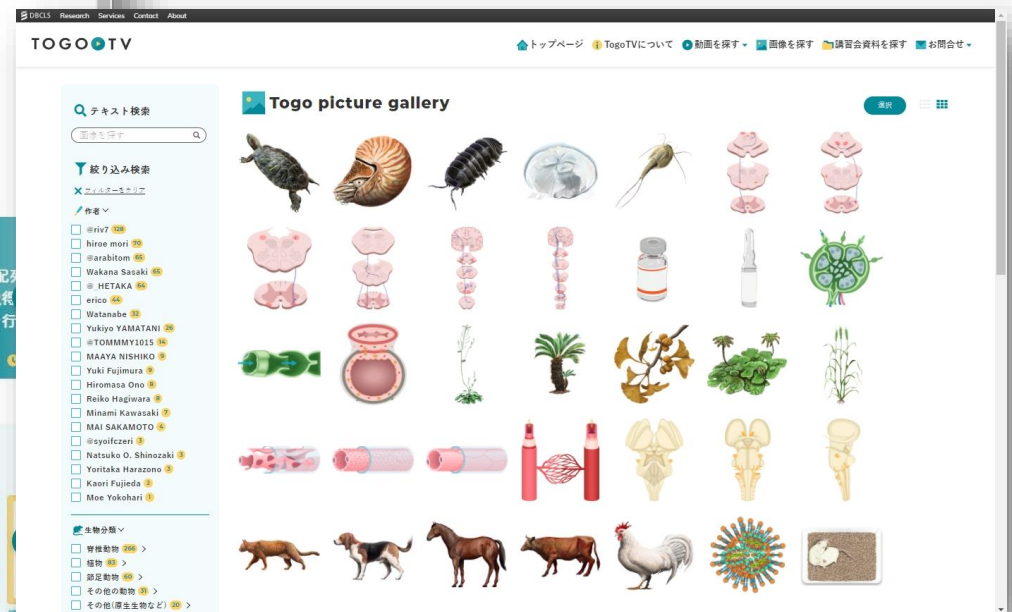 DBCLS Research Services Contact About
TOGO TV
トップページ TogoTVについて 動画を探す 画像を探す 講習会資料を探す お問合せ
テキスト検索
画像を探す
絞り込み検索
フィルターをクリア
作者
@riv7 128
hiroe mori 70
@arabitom 65
Wakana Sasaki 65
@_HETAKA 64
erico 44
Watanabe 32
Yukiyo YAMATANI 26
@TOMMMY1015 14
MAAYA NISHIKO 9
Yuki Fujimura 9
Hiromasa Ono 8
Reiko Hagiwara 8
Minami Kawasaki 7
MAI SAKAMOTO 4
@syoifczeri 3
Natsuko O. Shinozaki 3
Yoritaka Harazono 3
Kaori Fujieda 2
Moe Yokohari 1
生物分類
脊椎動物 266
植物 83
節足動物 60
その他の動物 31
その他(原生生物など) 20
Togo picture gallery
選択
行